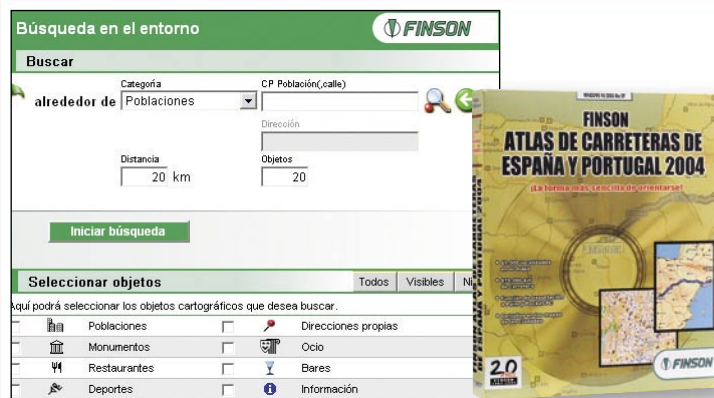 Búsqueda en el entorno
FINSON
Buscar
Categoría
CP Población(,calle)
alrededor de
Poblaciones
Dirección
Distancia
Objetos
20 km
20
Iniciar búsqueda
Seleccionar objetos
Todos
Visibles
Aquí podrá seleccionar los objetos cartográficos que desea buscar.
Poblaciones
Direcciones propias
Monumentos
Ocio
Restaurantes
Bares
Deportes
Información
FINSON
ATLAS DE CARRETERAS DE
ESPAÑA Y PORTUGAL 2004
¡La forma más sencilla de orientarse!
20
FINSON